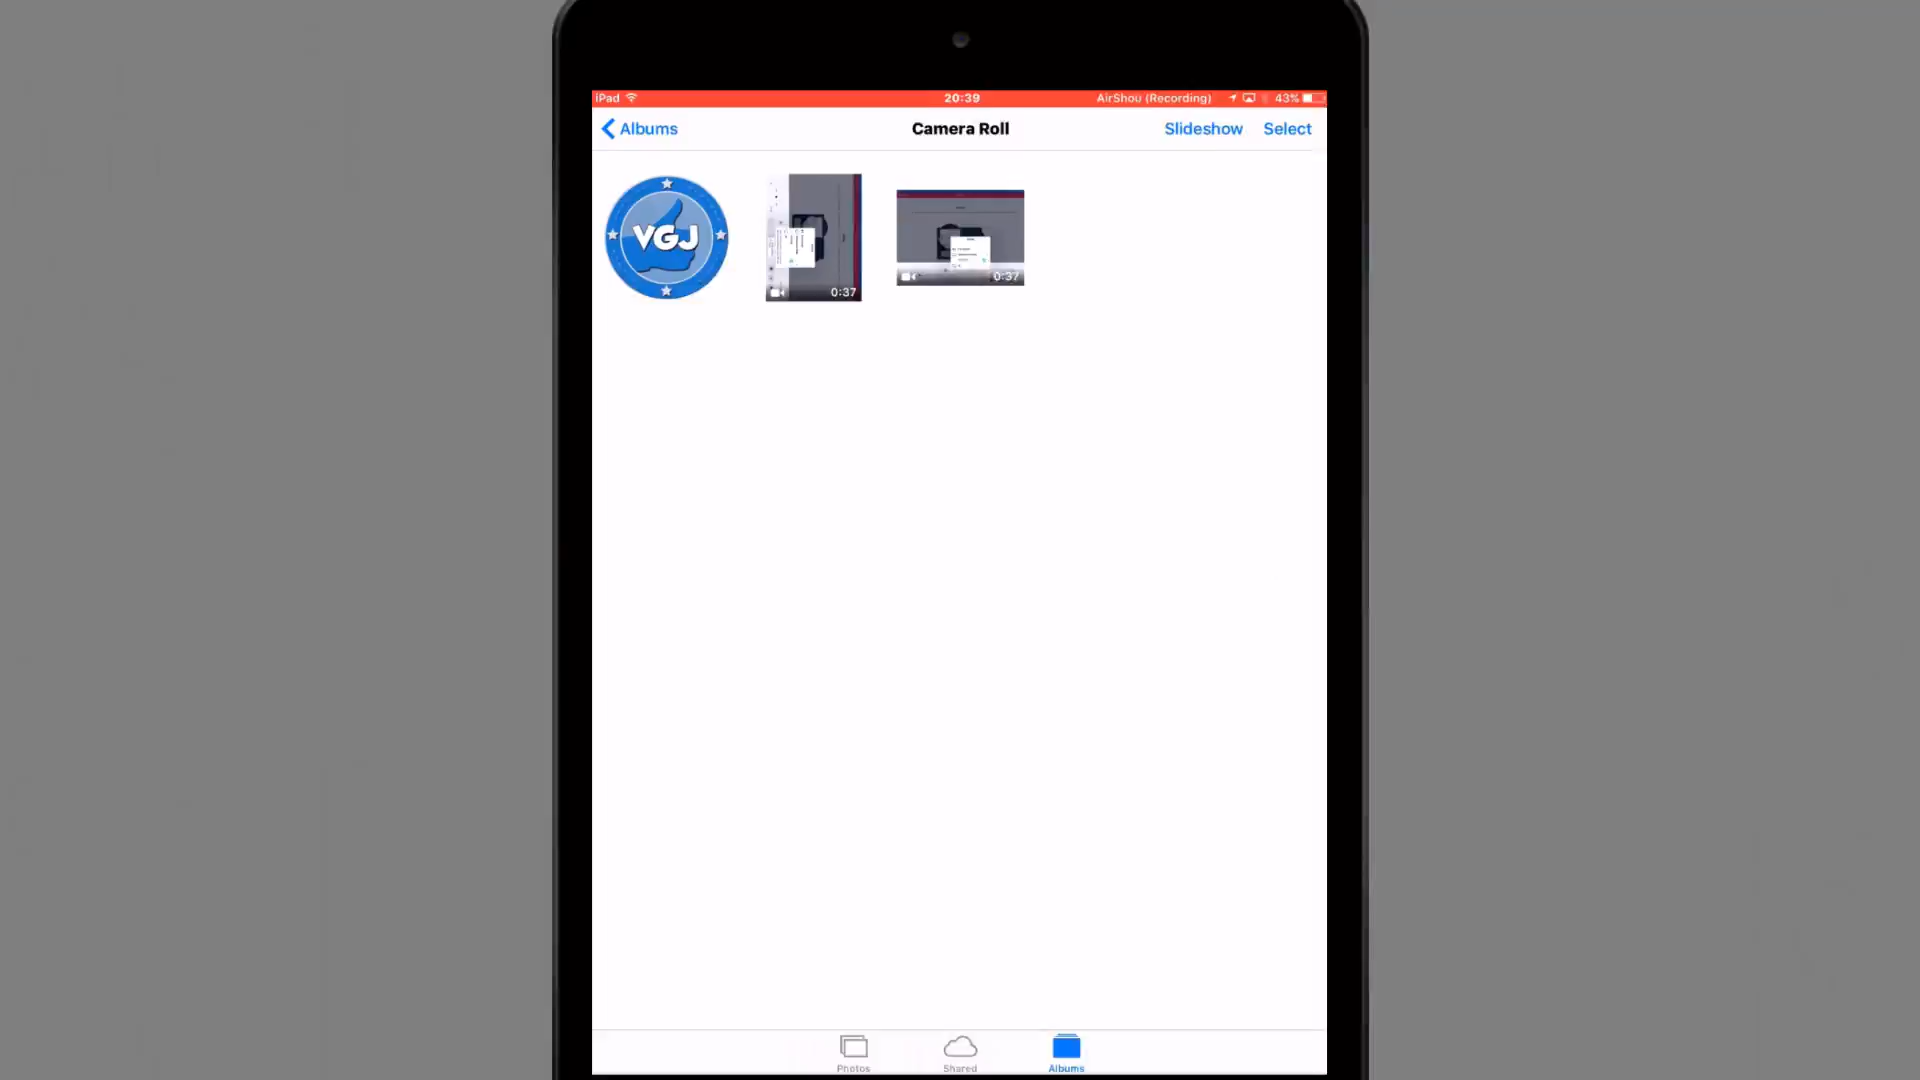 iPad 20:39 AirShou (Recording) 43%
Albums Camera Roll Slideshow Select
VGJ
0:37
0:37
Photos Shared Albums